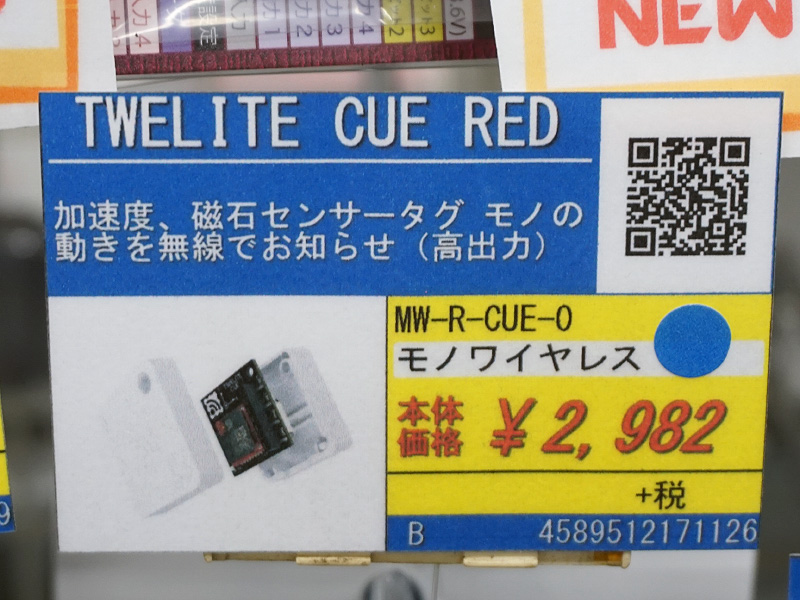 NEW
TWELITE CUE RED
加速度、磁石センサータグ モノの
動きを無線でお知らせ（高出力）
MW-R-CUE-O
モノワイヤレス
本体
価格
￥2,982
+税
B
4589512171126
9